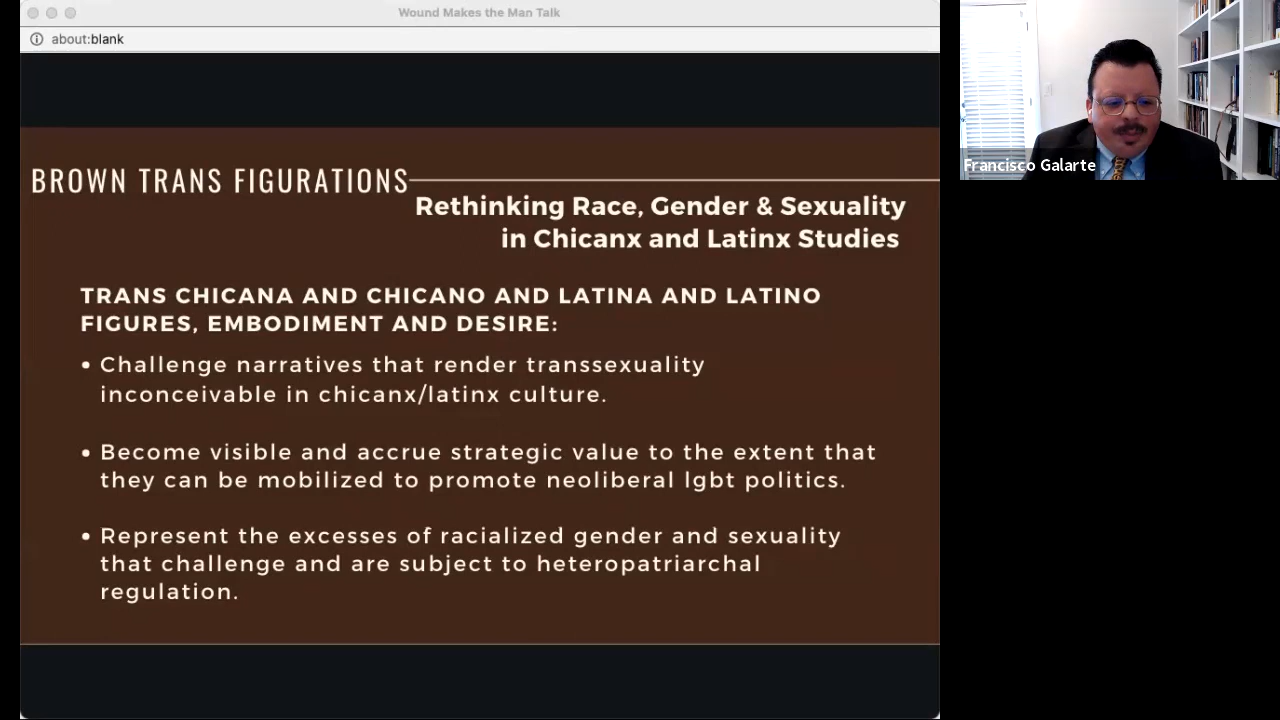 Wound Makes the Man Talk
about:blank
BROWN TRANS FIGURATIONS
Rethinking Race, Gender & Sexuality
in Chicanx and Latinx Studies
TRANS CHICANA AND CHICANO AND LATINA AND LATINO
FIGURES, EMBODIMENT AND DESIRE:
• Challenge narratives that render transsexuality
inconceivable in chicanx/latinx culture.
• Become visible and accrue strategic value to the extent that
they can be mobilized to promote neoliberal lgbt politics.
• Represent the excesses of racialized gender and sexuality
that challenge and are subject to heteropatriarchal
regulation.
Francisco Galarte